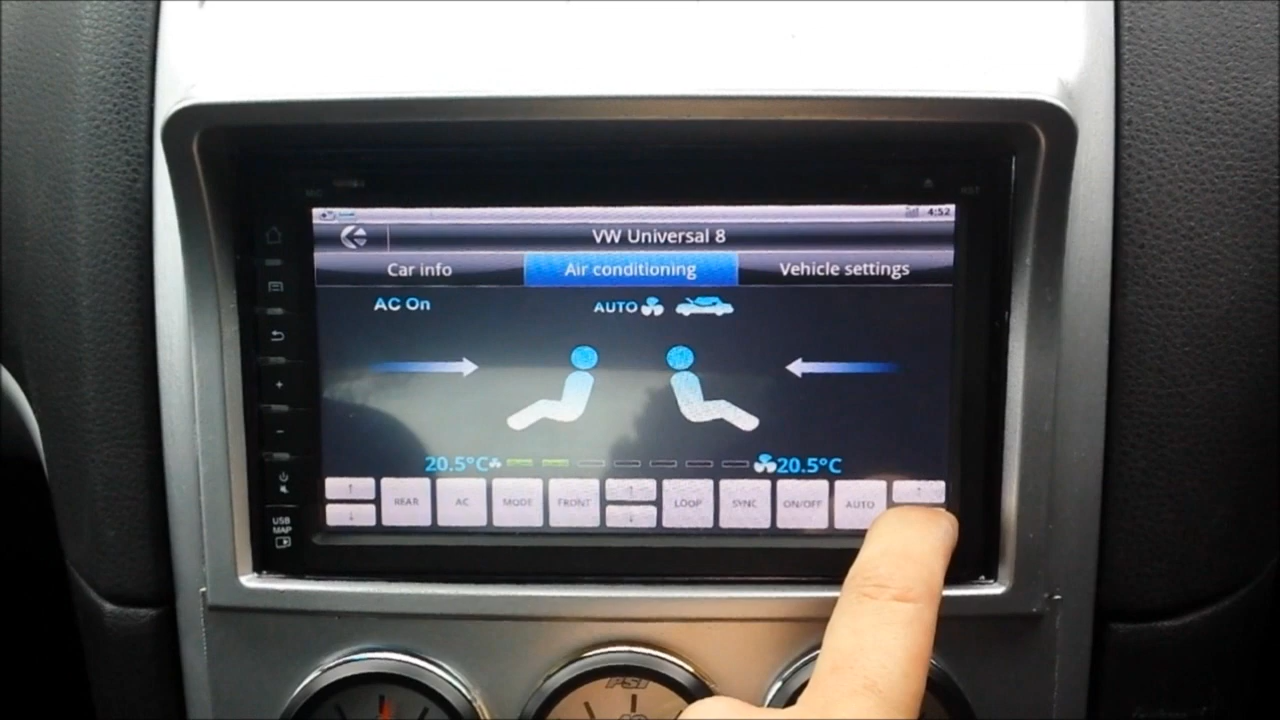 RST
4:52
VW Universal 8
Car info
Air conditioning
Vehicle settings
AC On
AUTO
20.5°C
20.5°C
REAR
AC
MODE
FRONT
LOOP
SYNC
ON/OFF
AUTO
USB
MAP
PSI